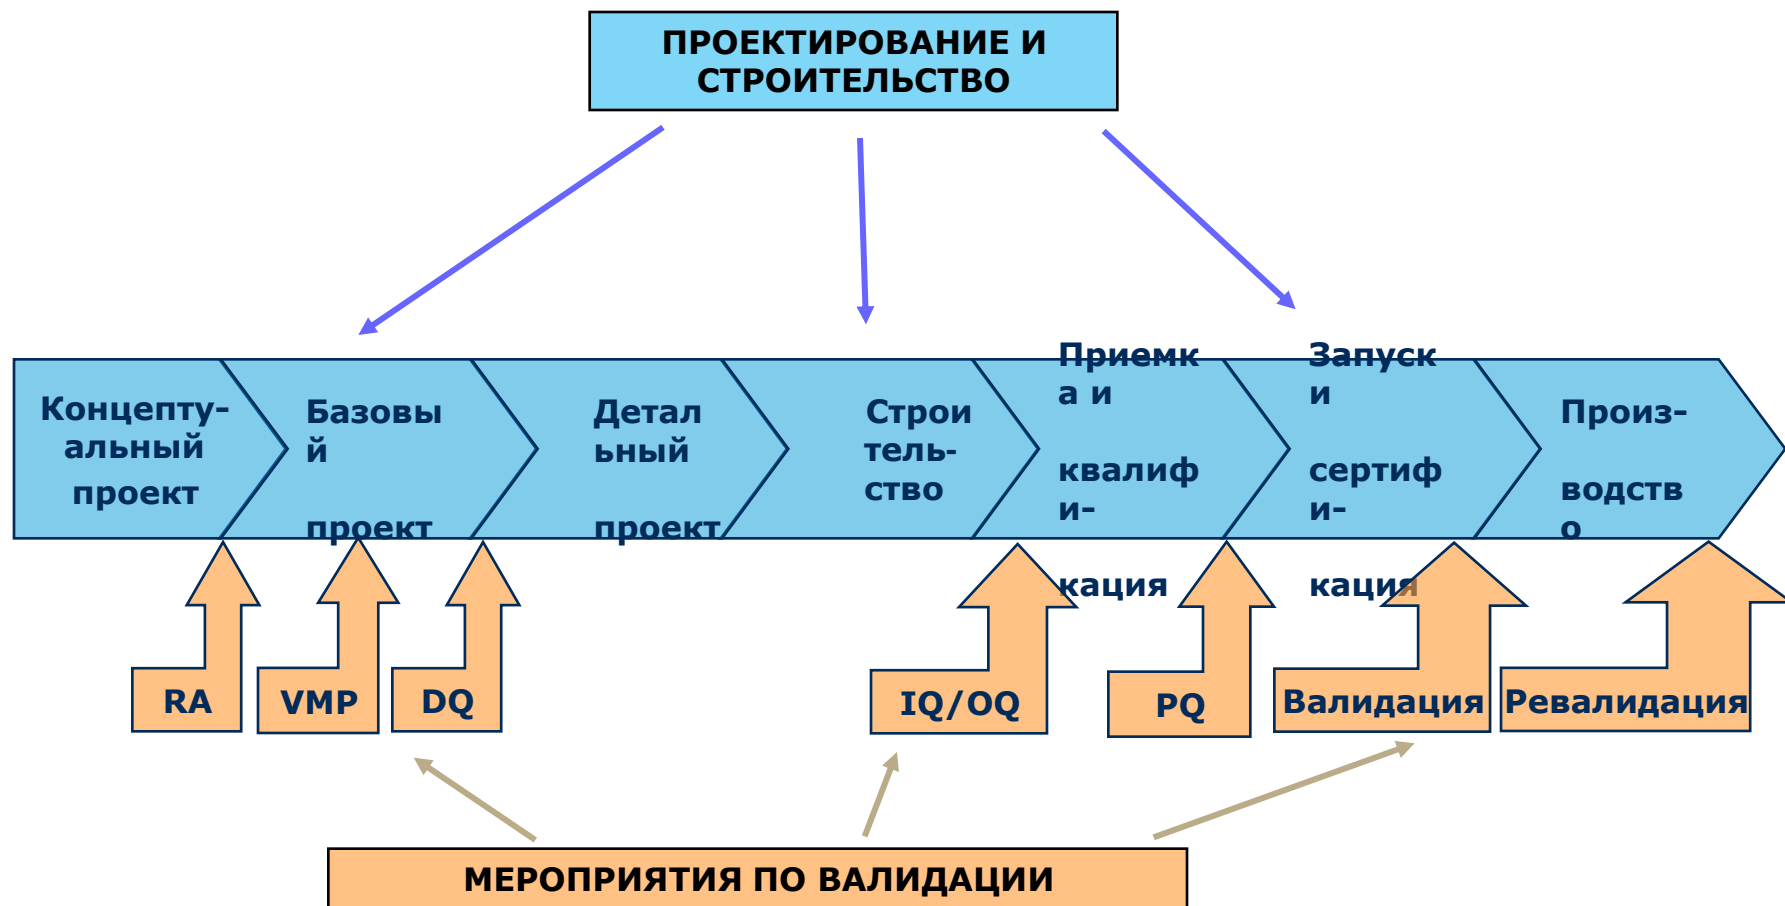 ПРОЕКТИРОВАНИЕ И
СТРОИТЕЛЬСТВО
Концепту-
альный
проект
Базовы
й
проект
Детал
ьный
проект
Строи
тель-
ство
Приемк
а и
квалиф
и-
кация
Запуск
и
сертиф
и-
кация
Произ-
водств
о
RA
VMP
DQ
IQ/OQ
PQ
Валидация
Ревалидация
МЕРОПРИЯТИЯ ПО ВАЛИДАЦИИ